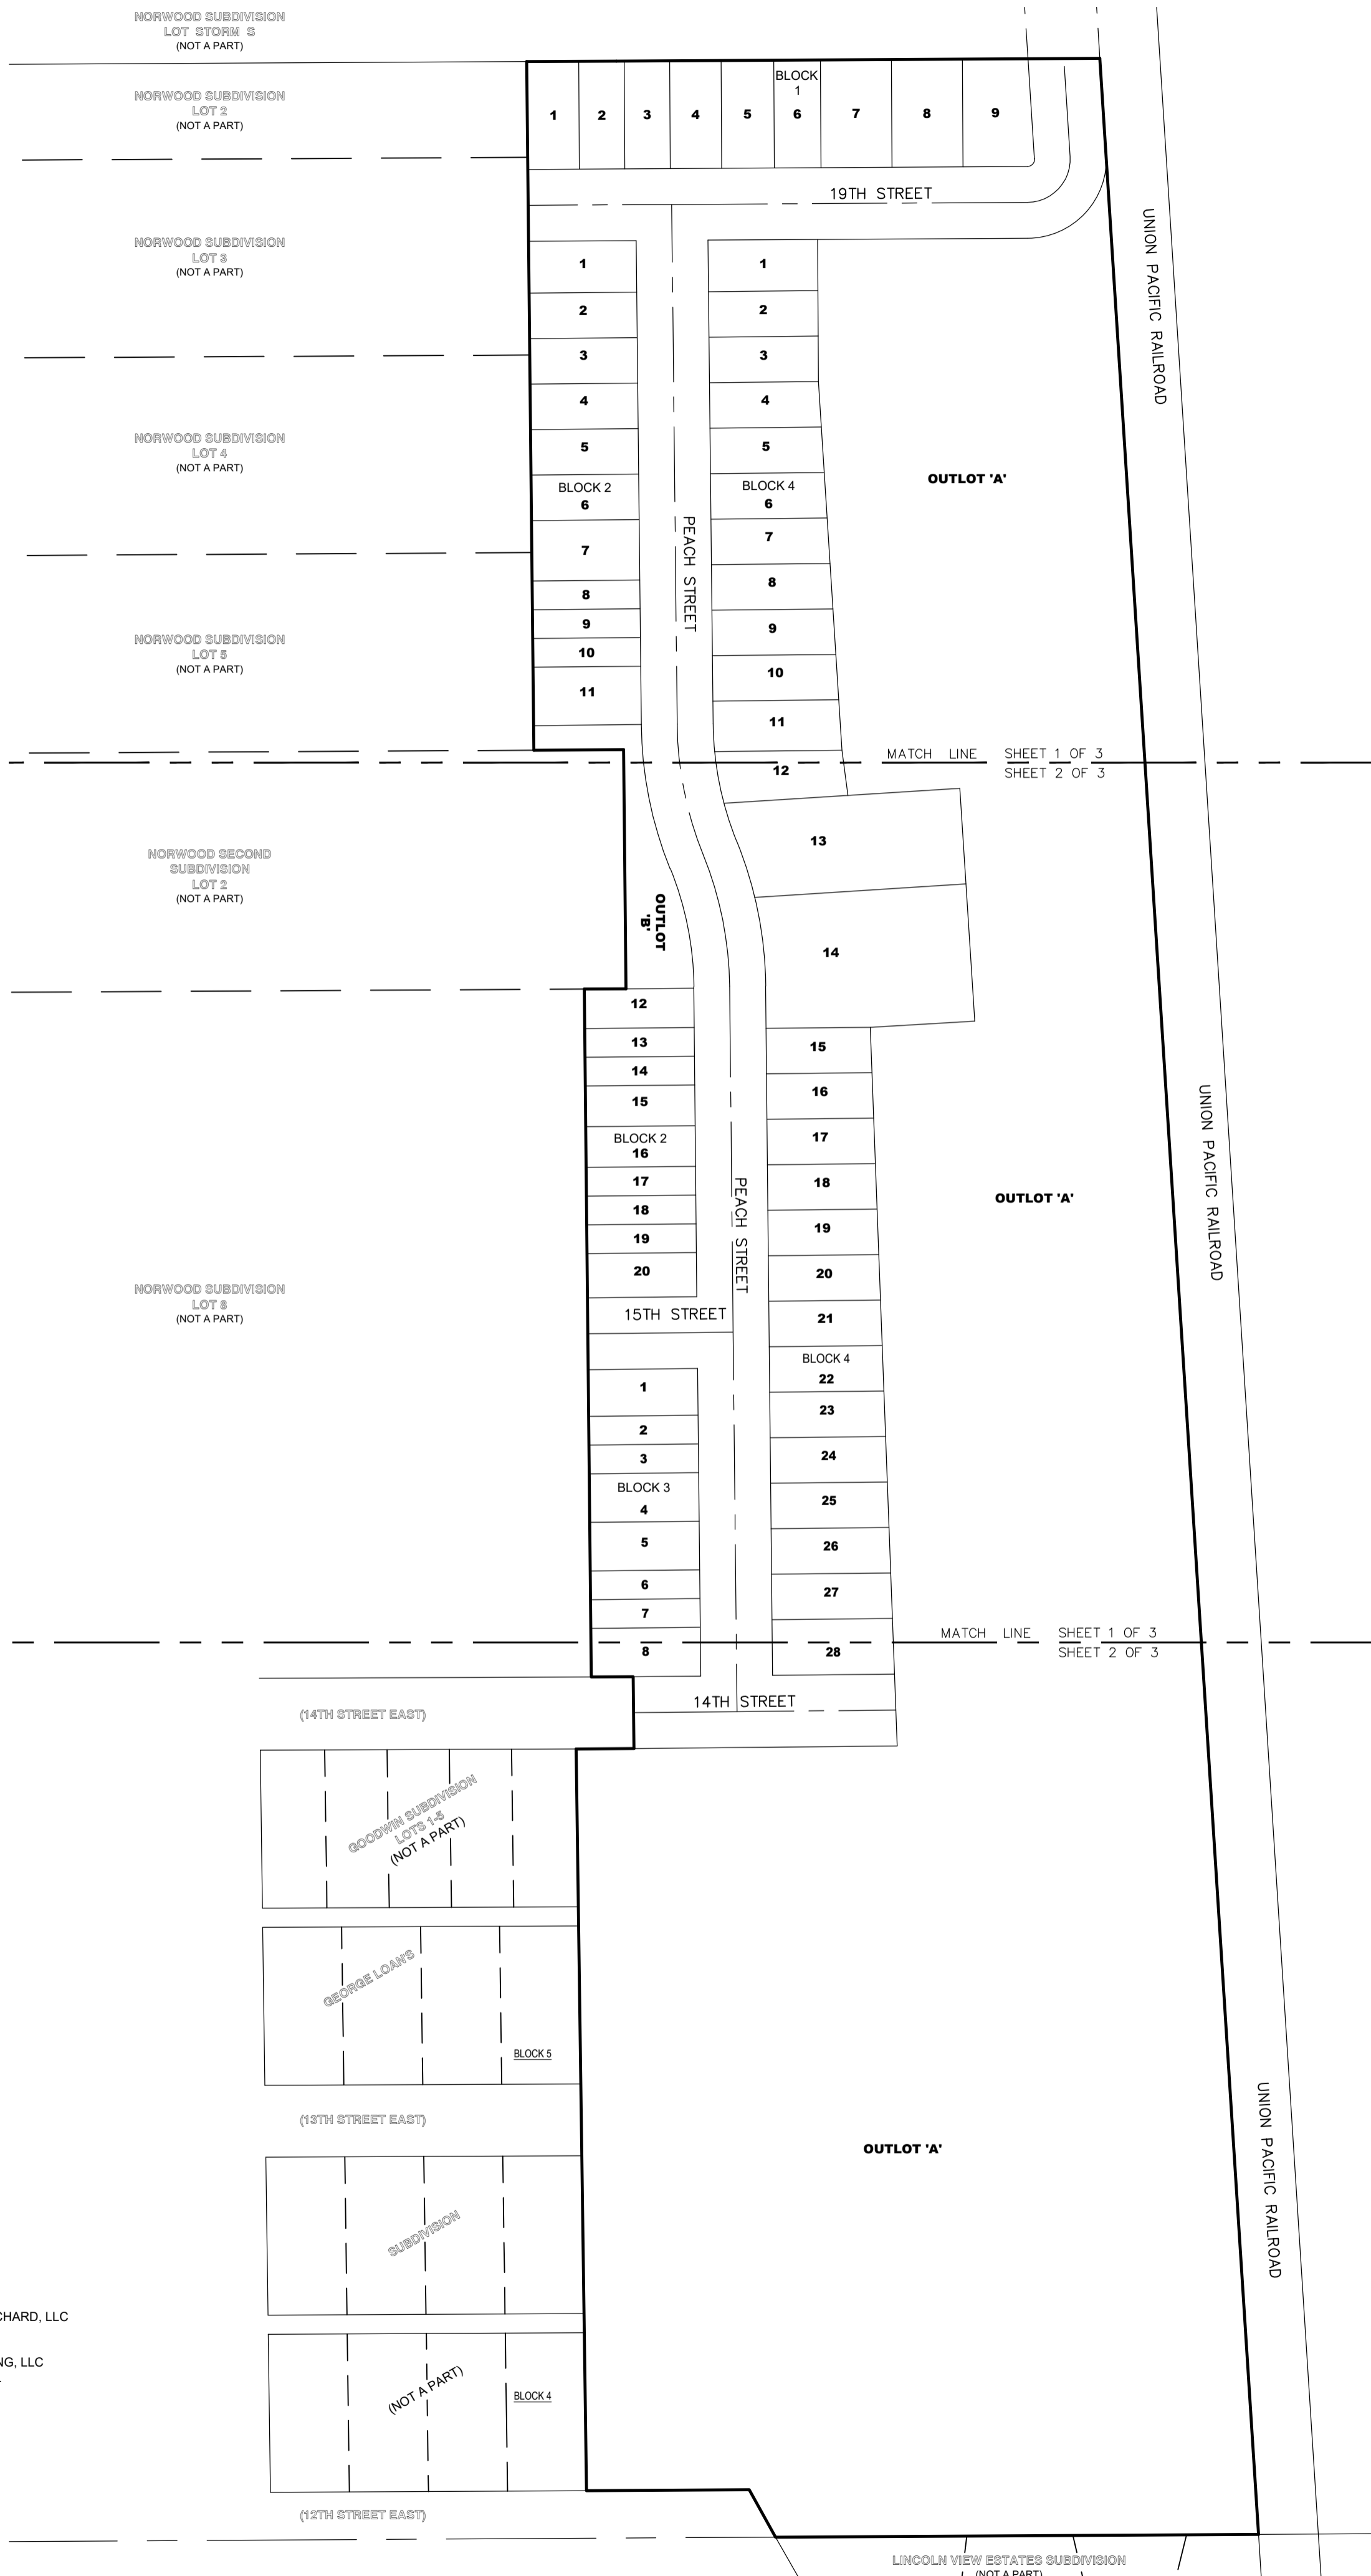 NORWOOD SUBDIVISION
LOT STORM S
(NOT A PART)
NORWOOD SUBDIVISION
LOT 2
(NOT A PART)
BLOCK
1
1 2 3 4 5 6 7 8 9
19TH STREET
NORWOOD SUBDIVISION
LOT 3
(NOT A PART)
NORWOOD SUBDIVISION
LOT 4
(NOT A PART)
NORWOOD SUBDIVISION
LOT 5
(NOT A PART)
1
2
3
4
5
BLOCK 2
6
7
8
9
10
11
PEACH STREET
1
2
3
4
5
BLOCK 4
6
7
8
9
10
11
12
OUTLOT 'A'
UNION PACIFIC RAILROAD
MATCH LINE SHEET 1 OF 3
SHEET 2 OF 3
NORWOOD SECOND
SUBDIVISION
LOT 2
(NOT A PART)
OUTLOT
'B'
13
14
12
13
14
15
BLOCK 2
16
17
18
19
20
15TH STREET
PEACH STREET
15
16
17
18
19
20
21
BLOCK 4
22
23
24
25
26
27
28
OUTLOT 'A'
UNION PACIFIC RAILROAD
NORWOOD SUBDIVISION
LOT 8
(NOT A PART)
1
2
3
BLOCK 3
4
5
6
7
8
MATCH LINE SHEET 1 OF 3
SHEET 2 OF 3
14TH STREET
(14TH STREET EAST)
GOODWIN SUBDIVISION
LOTS 1-5
(NOT A PART)
GEORGE LOAN'S
BLOCK 5
(13TH STREET EAST)
OUTLOT 'A'
UNION PACIFIC RAILROAD
SUBDIVISION
(NOT A PART)
BLOCK 4
CHARD, LLC
NG, LLC
(12TH STREET EAST)
LINCOLN VIEW ESTATES SUBDIVISION
(NOT A PART)